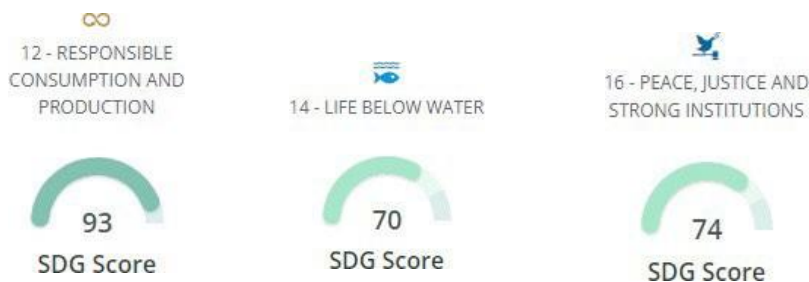 12 - RESPONSIBLE
CONSUMPTION AND
PRODUCTION
93
SDG Score
14 - LIFE BELOW WATER
70
SDG Score
16 - PEACE, JUSTICE AND
STRONG INSTITUTIONS
74
SDG Score